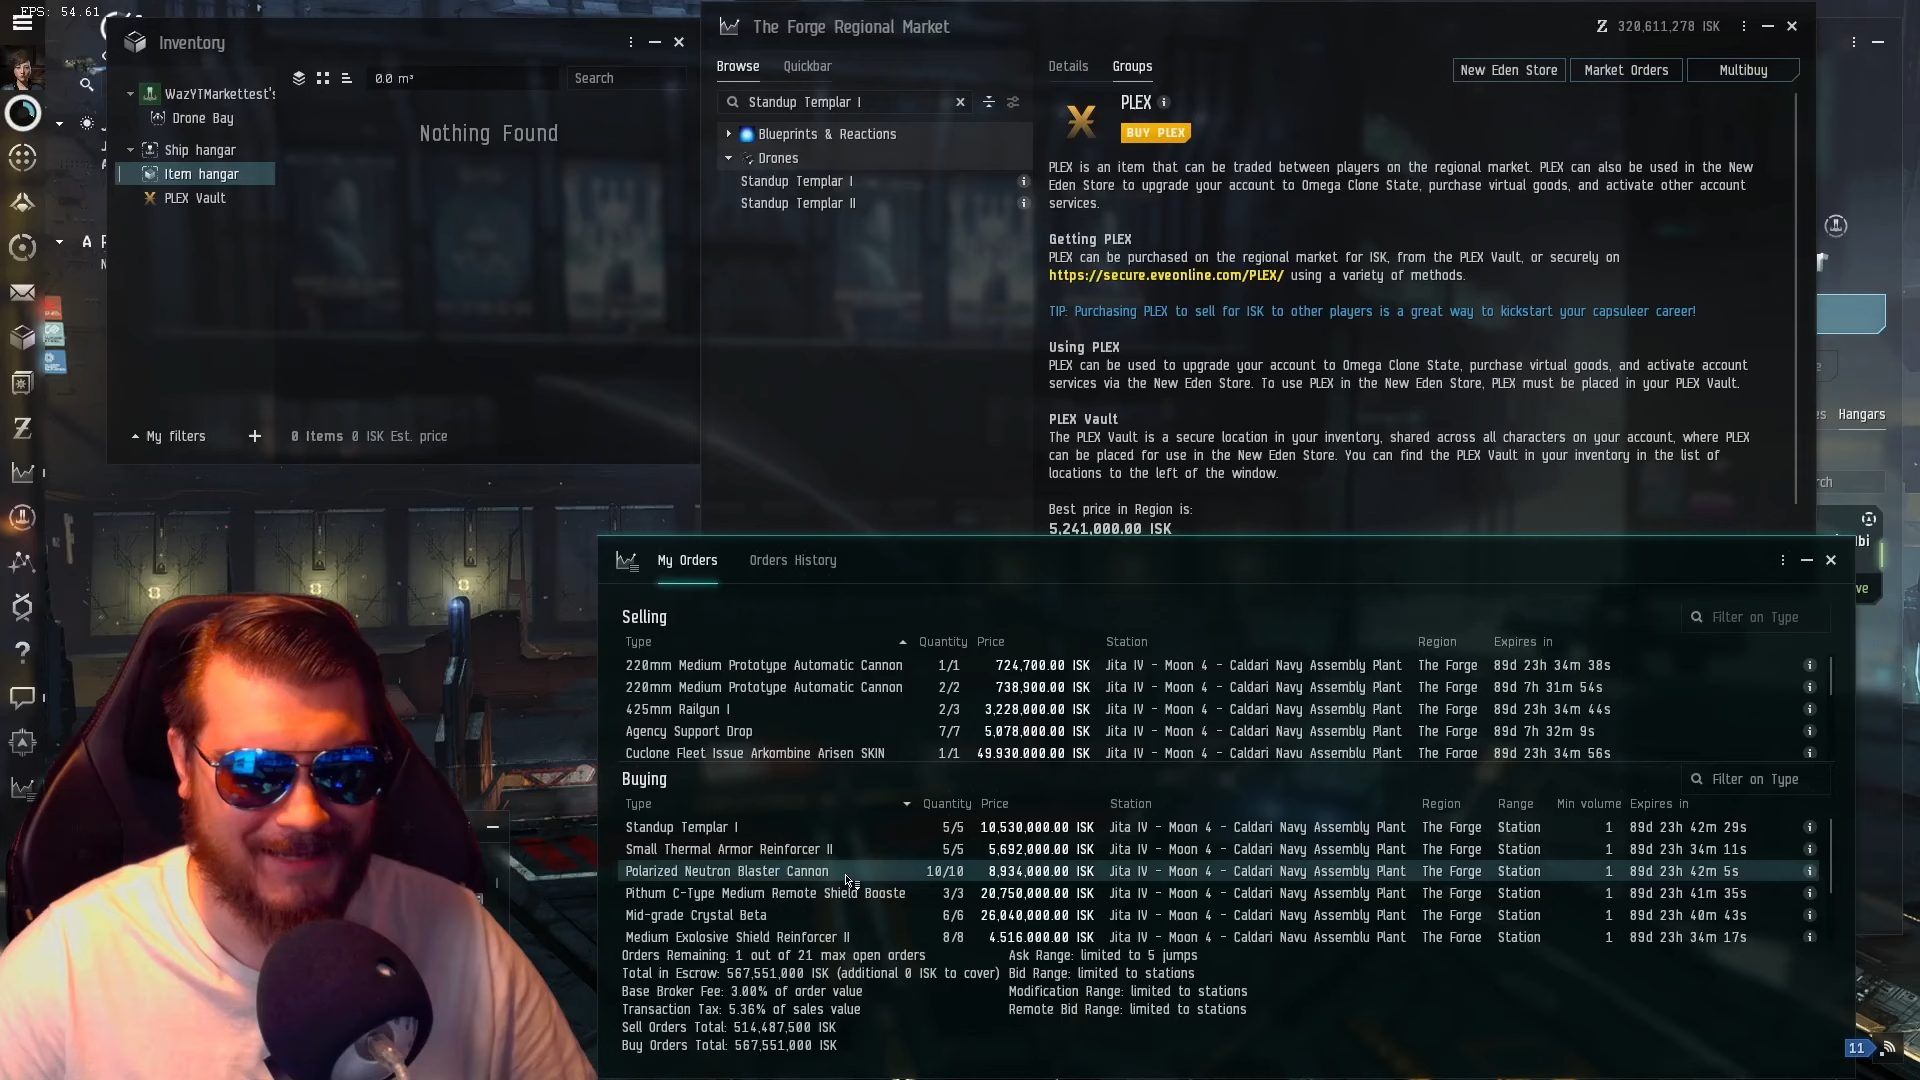 FPS: 54.61
Inventory
WazYTMarkettest's
Drone Bay
Ship hangar
Item hangar
PLEX Vault
0.0 m³
Search
Nothing Found
My filters
+
0 Items 0 ISK Est. price
The Forge Regional Market
320,611,278 ISK
Browse
Quickbar
Standup Templar I
Blueprints & Reactions
Drones
Standup Templar I
Standup Templar II
Details
Groups
New Eden Store
Market Orders
Multibuy
PLEX
BUY PLEX
PLEX is an item that can be traded between players on the regional market. PLEX can also be used in the New
Eden Store to upgrade your account to Omega Clone State, purchase virtual goods, and activate other account
services.
Getting PLEX
PLEX can be purchased on the regional market for ISK, from the PLEX Vault, or securely on
https://secure.eveonline.com/PLEX/ using a variety of methods.
TIP: Purchasing PLEX to sell for ISK to other players is a great way to kickstart your capsuleer career!
Using PLEX
PLEX can be used to upgrade your account to Omega Clone State, purchase virtual goods, and activate account
services via the New Eden Store. To use PLEX in the New Eden Store, PLEX must be placed in your PLEX Vault.
PLEX Vault
The PLEX Vault is a secure location in your inventory, shared across all characters on your account, where PLEX
can be placed for use in the New Eden Store. You can find the PLEX Vault in your inventory in the list of
locations to the left of the window.
Best price in Region is:
5,241,000.00 ISK
Hangars
My Orders
Orders History
Selling
Filter on Type
Type Quantity Price Station Region Expires in
220mm Medium Prototype Automatic Cannon 1/1 724,700.00 ISK Jita IV - Moon 4 - Caldari Navy Assembly Plant The Forge 89d 23h 34m 38s
220mm Medium Prototype Automatic Cannon 2/2 738,900.00 ISK Jita IV - Moon 4 - Caldari Navy Assembly Plant The Forge 89d 7h 31m 54s
425mm Railgun I 2/3 3,228,000.00 ISK Jita IV - Moon 4 - Caldari Navy Assembly Plant The Forge 89d 23h 34m 44s
Agency Support Drop 7/7 5,078,000.00 ISK Jita IV - Moon 4 - Caldari Navy Assembly Plant The Forge 89d 7h 32m 9s
Cyclone Fleet Issue Arkombine Arisen SKIN 1/1 49,930,000.00 ISK Jita IV - Moon 4 - Caldari Navy Assembly Plant The Forge 89d 23h 34m 56s
Buying
Filter on Type
Type Quantity Price Station Region Range Min volume Expires in
Standup Templar I 5/5 10,530,000.00 ISK Jita IV - Moon 4 - Caldari Navy Assembly Plant The Forge Station 1 89d 23h 42m 29s
Small Thermal Armor Reinforcer II 5/5 5,692,000.00 ISK Jita IV - Moon 4 - Caldari Navy Assembly Plant The Forge Station 1 89d 23h 34m 11s
Polarized Neutron Blaster Cannon 10/10 8,934,000.00 ISK Jita IV - Moon 4 - Caldari Navy Assembly Plant The Forge Station 1 89d 23h 42m 5s
Pithum C-Type Medium Remote Shield Booste 3/3 20,750,000.00 ISK Jita IV - Moon 4 - Caldari Navy Assembly Plant The Forge Station 1 89d 23h 41m 35s
Mid-grade Crystal Beta 6/6 26,040,000.00 ISK Jita IV - Moon 4 - Caldari Navy Assembly Plant The Forge Station 1 89d 23h 40m 43s
Medium Explosive Shield Reinforcer II 8/8 4,516,000.00 ISK Jita IV - Moon 4 - Caldari Navy Assembly Plant The Forge Station 1 89d 23h 34m 17s
Orders Remaining: 1 out of 21 max open orders
Ask Range: limited to 5 jumps
Total in Escrow: 567,551,000 ISK (additional 0 ISK to cover)
Bid Range: limited to stations
Base Broker Fee: 3.00% of order value
Modification Range: limited to stations
Transaction Tax: 5.36% of sales value
Remote Bid Range: limited to stations
Sell Orders Total: 514,487,500 ISK
Buy Orders Total: 567,551,000 ISK
11